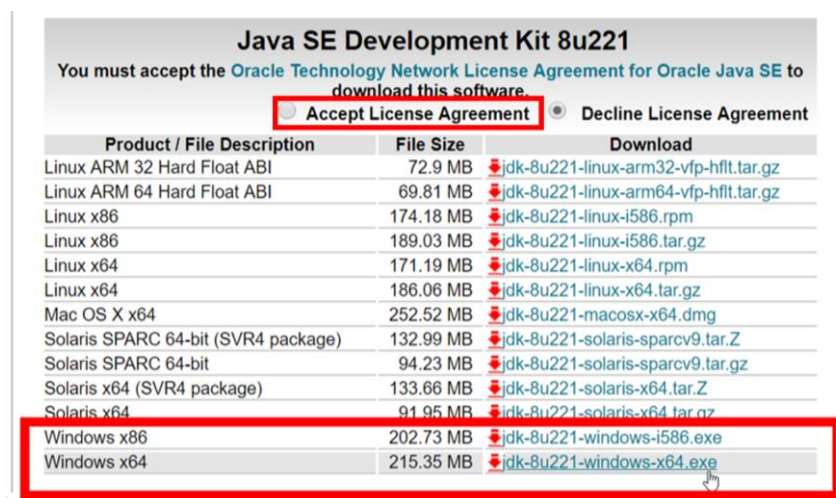 Java SE Development Kit 8u221
You must accept the Oracle Technology Network License Agreement for Oracle Java SE to
download this software.
Accept License Agreement Decline License Agreement
Product / File Description File Size Download
Linux ARM 32 Hard Float ABI 72.9 MB jdk-8u221-linux-arm32-vfp-hflt.tar.gz
Linux ARM 64 Hard Float ABI 69.81 MB jdk-8u221-linux-arm64-vfp-hflt.tar.gz
Linux x86 174.18 MB jdk-8u221-linux-i586.rpm
Linux x86 189.03 MB jdk-8u221-linux-i586.tar.gz
Linux x64 171.19 MB jdk-8u221-linux-x64.rpm
Linux x64 186.06 MB jdk-8u221-linux-x64.tar.gz
Mac OS X x64 252.52 MB jdk-8u221-macosx-x64.dmg
Solaris SPARC 64-bit (SVR4 package) 132.99 MB jdk-8u221-solaris-sparcv9.tar.Z
Solaris SPARC 64-bit 94.23 MB jdk-8u221-solaris-sparcv9.tar.gz
Solaris x64 (SVR4 package) 133.66 MB jdk-8u221-solaris-x64.tar.Z
Solaris x64 91.95 MB jdk-8u221-solaris-x64.tar.gz
Windows x86 202.73 MB jdk-8u221-windows-i586.exe
Windows x64 215.35 MB jdk-8u221-windows-x64.exe